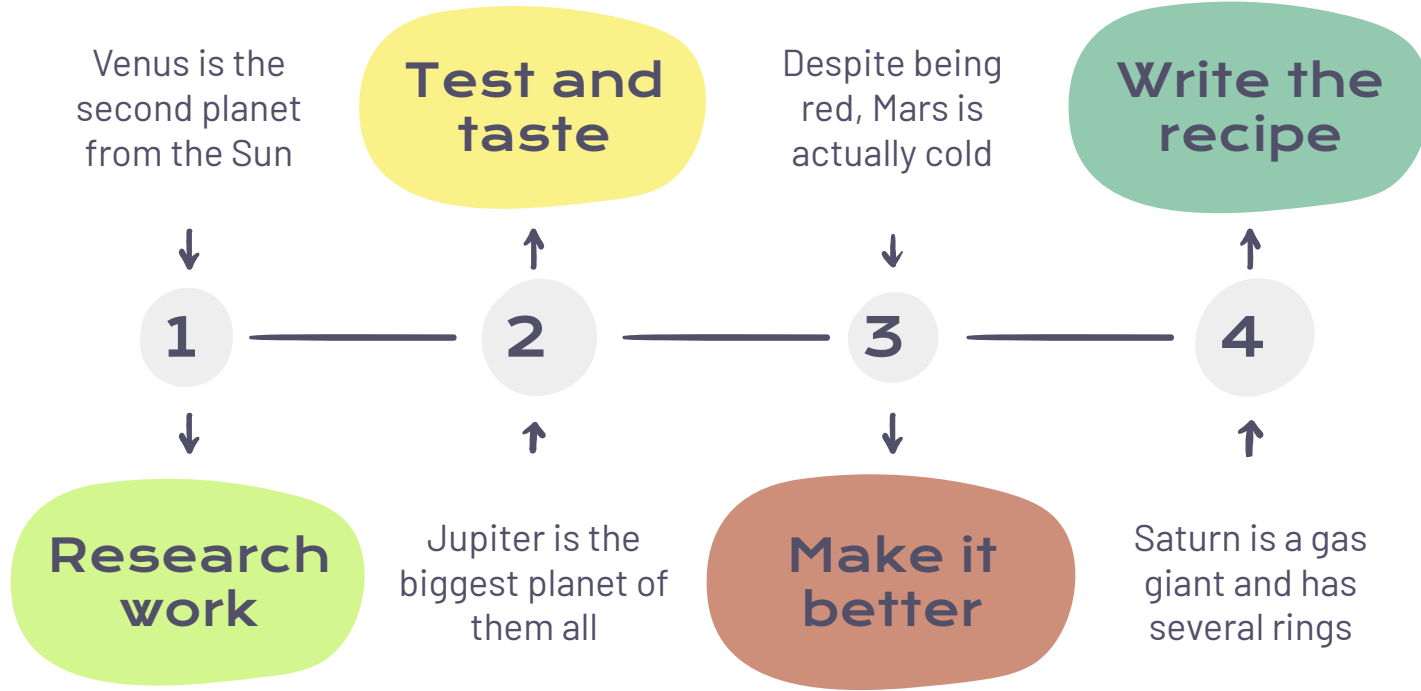 Venus is the
second planet
from the Sun
Test and
taste
Despite being
red, Mars is
actually cold
Write the
recipe
1
2
3
4
Research
work
Jupiter is the
biggest planet of
them all
Make it
better
Saturn is a gas
giant and has
several rings